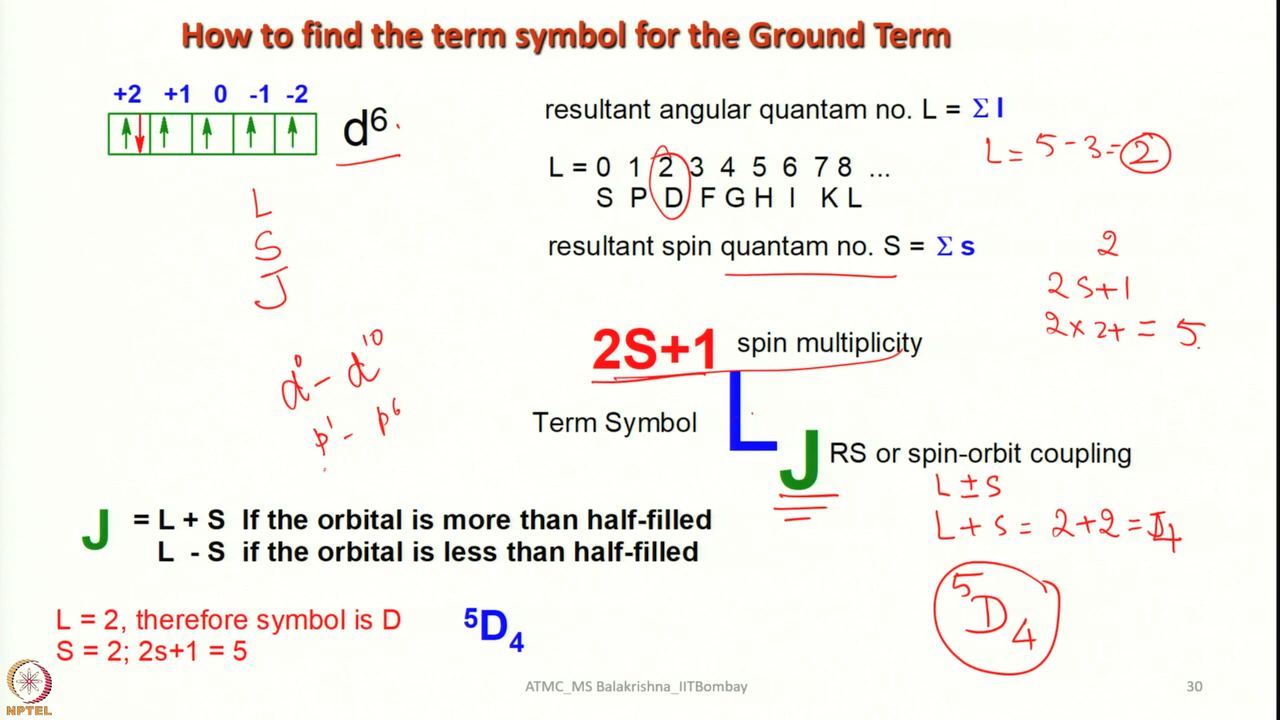 How to find the term symbol for the Ground Term
+2 +1 0 -1 -2
d⁶
resultant angular quantam no. L = Σ l
L = 5 - 3 = 2
L = 0 1 2 3 4 5 6 7 8 ...
S P D F G H I K L
resultant spin quantam no. S = Σ s
L
S
J
2
2S+1
2x2+ = 5.
2S+1 spin multiplicity
d⁰ - d¹⁰
p¹ - p⁶
Term Symbol L
J RS or spin-orbit coupling
L ± S
L + S = 2+2 = 4
J = L + S If the orbital is more than half-filled
L - S if the orbital is less than half-filled
⁵D₄
L = 2, therefore symbol is D
S = 2; 2s+1 = 5
⁵D₄
NPTEL
ATMC_MS Balakrishna_IITBombay
30